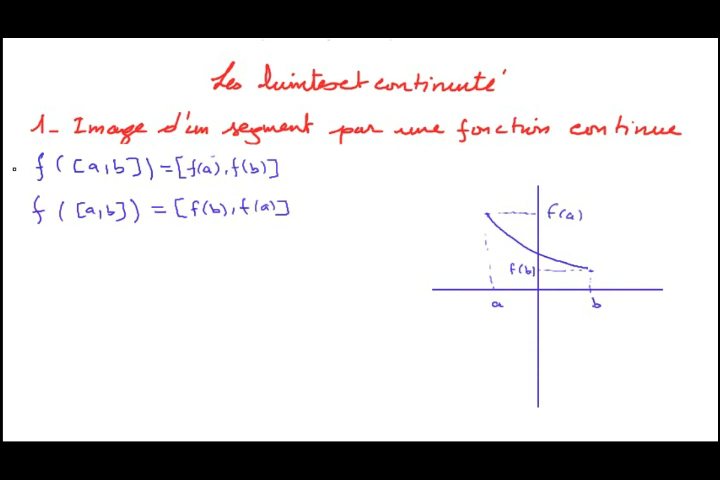 Les limites et continuité
1- Image d'un segment par une fonction continue
f ([a,b]) = [f(a), f(b)]
f ([a,b]) = [f(b), f(a)]
f(a)
f(b)
a
b